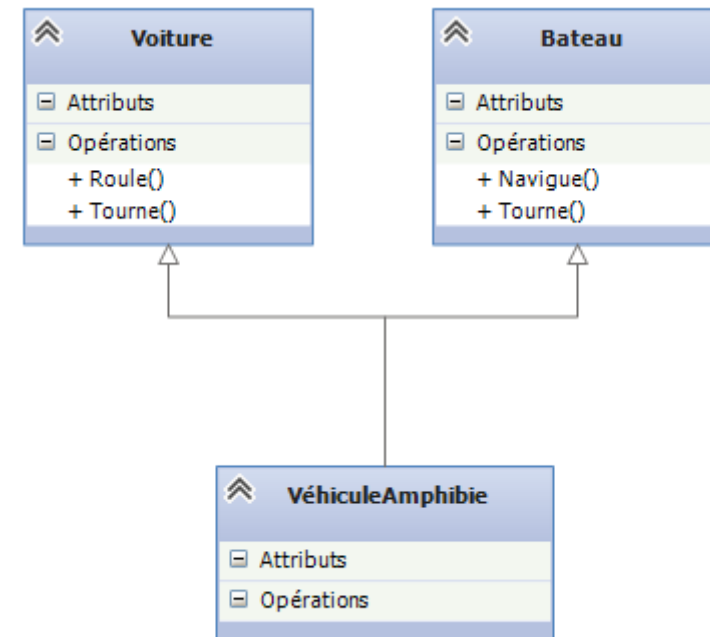 Voiture
Attributs
Opérations
+ Roule()
+ Tourne()
Bateau
Attributs
Opérations
+ Navigue()
+ Tourne()
VéhiculeAmphibie
Attributs
Opérations